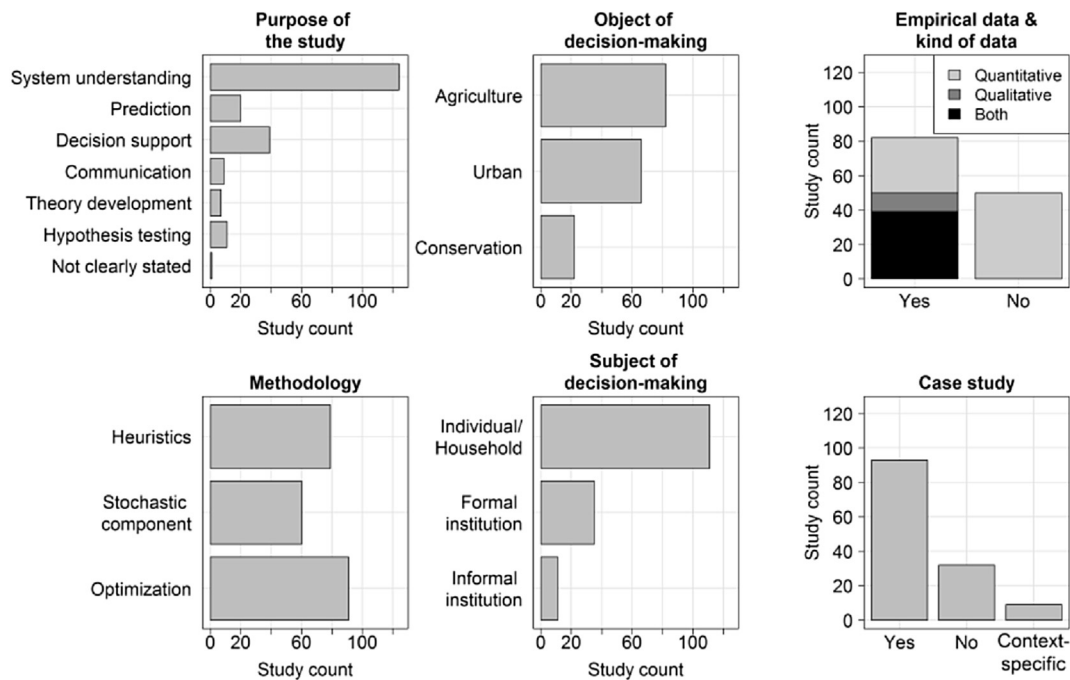 Purpose of
the study
System understanding
Prediction
Decision support
Communication
Theory development
Hypothesis testing
Not clearly stated
0 20 60 100
Study count
Object of
decision-making
Agriculture
Urban
Conservation
0 20 60 100
Study count
Empirical data &
kind of data
Quantitative
Qualitative
Both
Study count
120
100
80
60
40
20
0
Yes No
Methodology
Heuristics
Stochastic
component
Optimization
0 20 60 100
Study count
Subject of
decision-making
Individual/
Household
Formal
institution
Informal
institution
0 20 60 100
Study count
Case study
Study count
120
100
80
60
40
20
0
Yes No Context-
specific